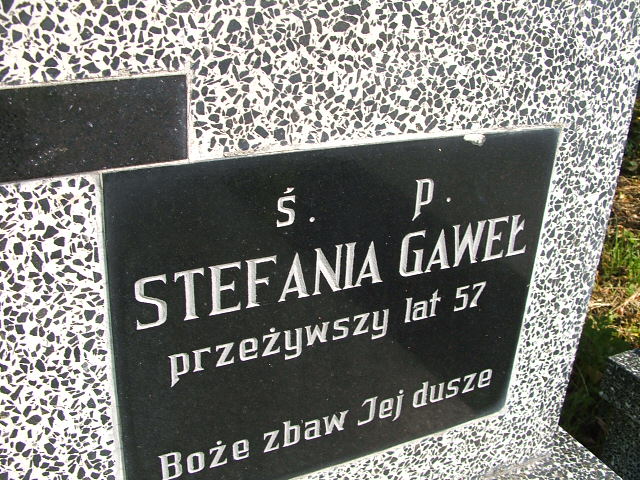 Ś. P.
STEFANIA GAWEŁ
przeżywszy lat 57
Boże zbaw Jej dusze